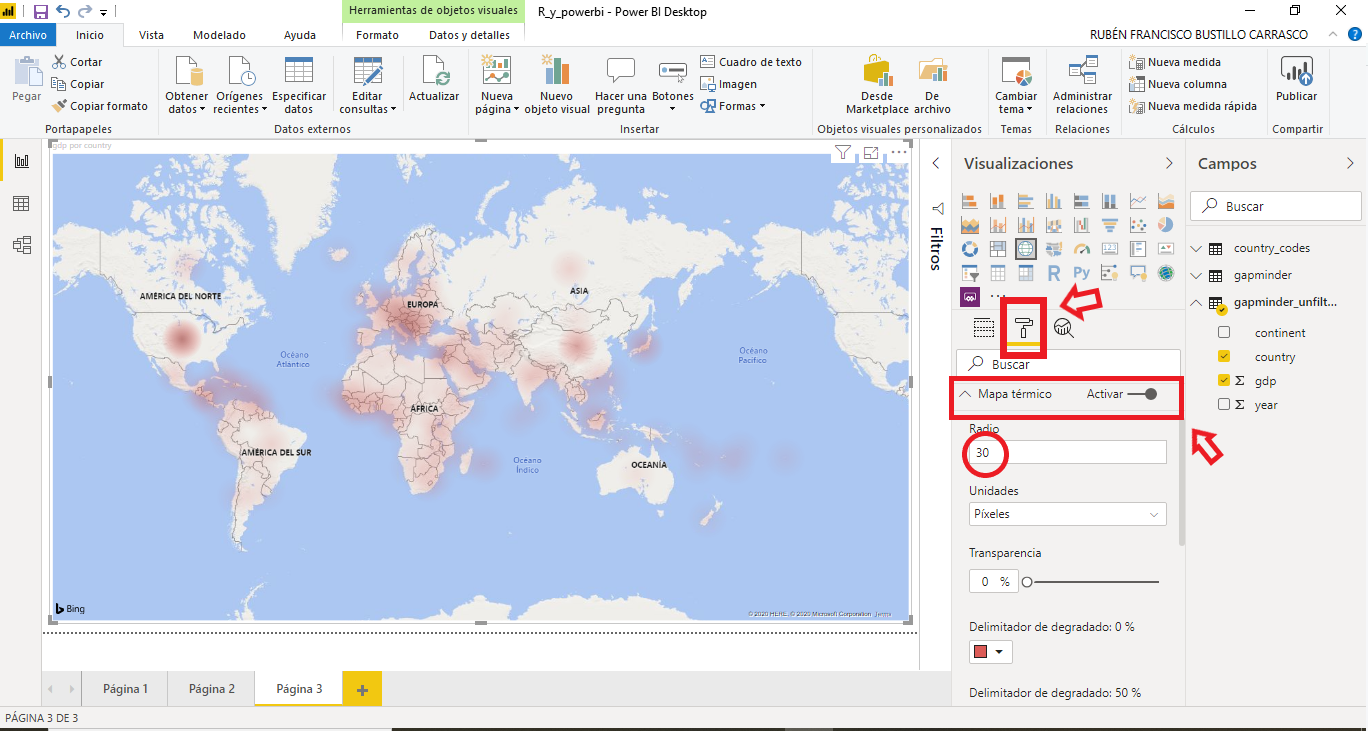 Herramientas de objetos visuales
R_y_powerbi - Power BI Desktop
Archivo
Inicio
Vista
Modelado
Ayuda
Formato
Datos y detalles
RUBÉN FRANCISCO BUSTILLO CARRASCO
?
Pegar
Cortar
Copiar
Copiar formato
Portapapeles
Obtener datos
Orígenes recientes
Especificar datos
Editar consultas
Actualizar
Datos externos
Nueva página
Nuevo objeto visual
Hacer una pregunta
Botones
Cuadro de texto
Imagen
Formas
Insertar
Desde Marketplace
De archivo
Objetos visuales personalizados
Cambiar tema
Temas
Administrar relaciones
Relaciones
Nueva medida
Nueva columna
Nueva medida rápida
Cálculos
Publicar
Compartir
gdp por country
AMÉRICA DEL NORTE
EUROPA
ASIA
Océano
Atlántico
Océano
Pacífico
ÁFRICA
AMÉRICA DEL SUR
Océano
Índico
OCEANÍA
Bing
© 2020 HERE, © 2020 Microsoft Corporation Terms
Filtros
Visualizaciones
R
Py
123
Buscar
Mapa térmico
Activar
Radio
30
Unidades
Píxeles
Transparencia
0 %
Delimitador de degradado: 0 %
Delimitador de degradado: 50 %
Campos
Buscar
country_codes
gapminder
gapminder_unfilt...
continent
country
Σ gdp
Σ year
Página 1
Página 2
Página 3
+
PÁGINA 3 DE 3